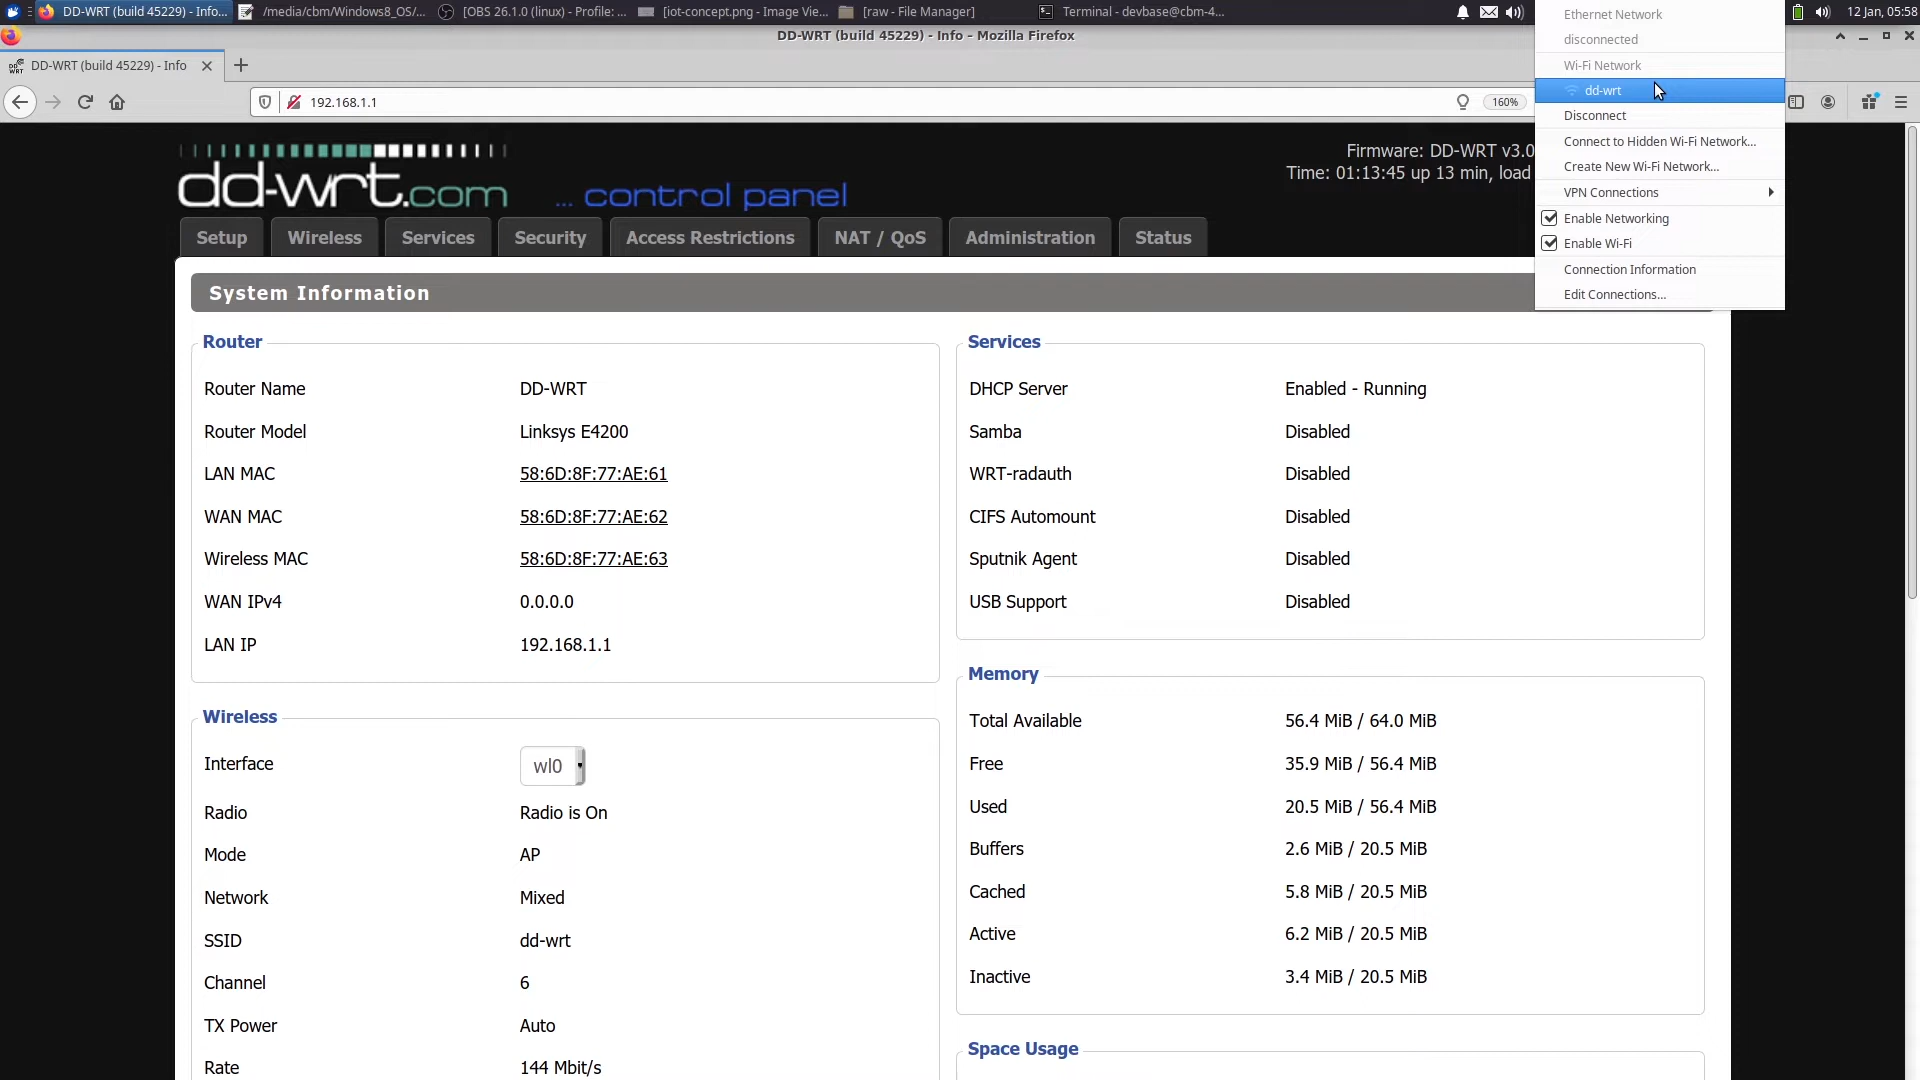 DD-WRT (build 45229) - Info...
/media/cbm/Windows8_OS/...
[OBS 26.1.0 (linux) - Profile: ...
[iot-concept.png - Image Vie...
[raw - File Manager]
Terminal - devbase@cbm-4...
12 Jan, 05:58
DD-WRT (build 45229) - Info – Mozilla Firefox
DD-WRT (build 45229) - Info
192.168.1.1
160%
Ethernet Network
disconnected
Wi-Fi Network
dd-wrt
Disconnect
Connect to Hidden Wi-Fi Network...
Create New Wi-Fi Network...
VPN Connections
Enable Networking
Enable Wi-Fi
Connection Information
Edit Connections...
dd-wrt.com ... control panel
Firmware: DD-WRT v3.0
Time: 01:13:45 up 13 min, load
Setup
Wireless
Services
Security
Access Restrictions
NAT / QoS
Administration
Status
System Information
Router
Router Name DD-WRT
Router Model Linksys E4200
LAN MAC 58:6D:8F:77:AE:61
WAN MAC 58:6D:8F:77:AE:62
Wireless MAC 58:6D:8F:77:AE:63
WAN IPv4 0.0.0.0
LAN IP 192.168.1.1
Wireless
Interface wl0
Radio Radio is On
Mode AP
Network Mixed
SSID dd-wrt
Channel 6
TX Power Auto
Rate 144 Mbit/s
Services
DHCP Server Enabled - Running
Samba Disabled
WRT-radauth Disabled
CIFS Automount Disabled
Sputnik Agent Disabled
USB Support Disabled
Memory
Total Available 56.4 MiB / 64.0 MiB
Free 35.9 MiB / 56.4 MiB
Used 20.5 MiB / 56.4 MiB
Buffers 2.6 MiB / 20.5 MiB
Cached 5.8 MiB / 20.5 MiB
Active 6.2 MiB / 20.5 MiB
Inactive 3.4 MiB / 20.5 MiB
Space Usage